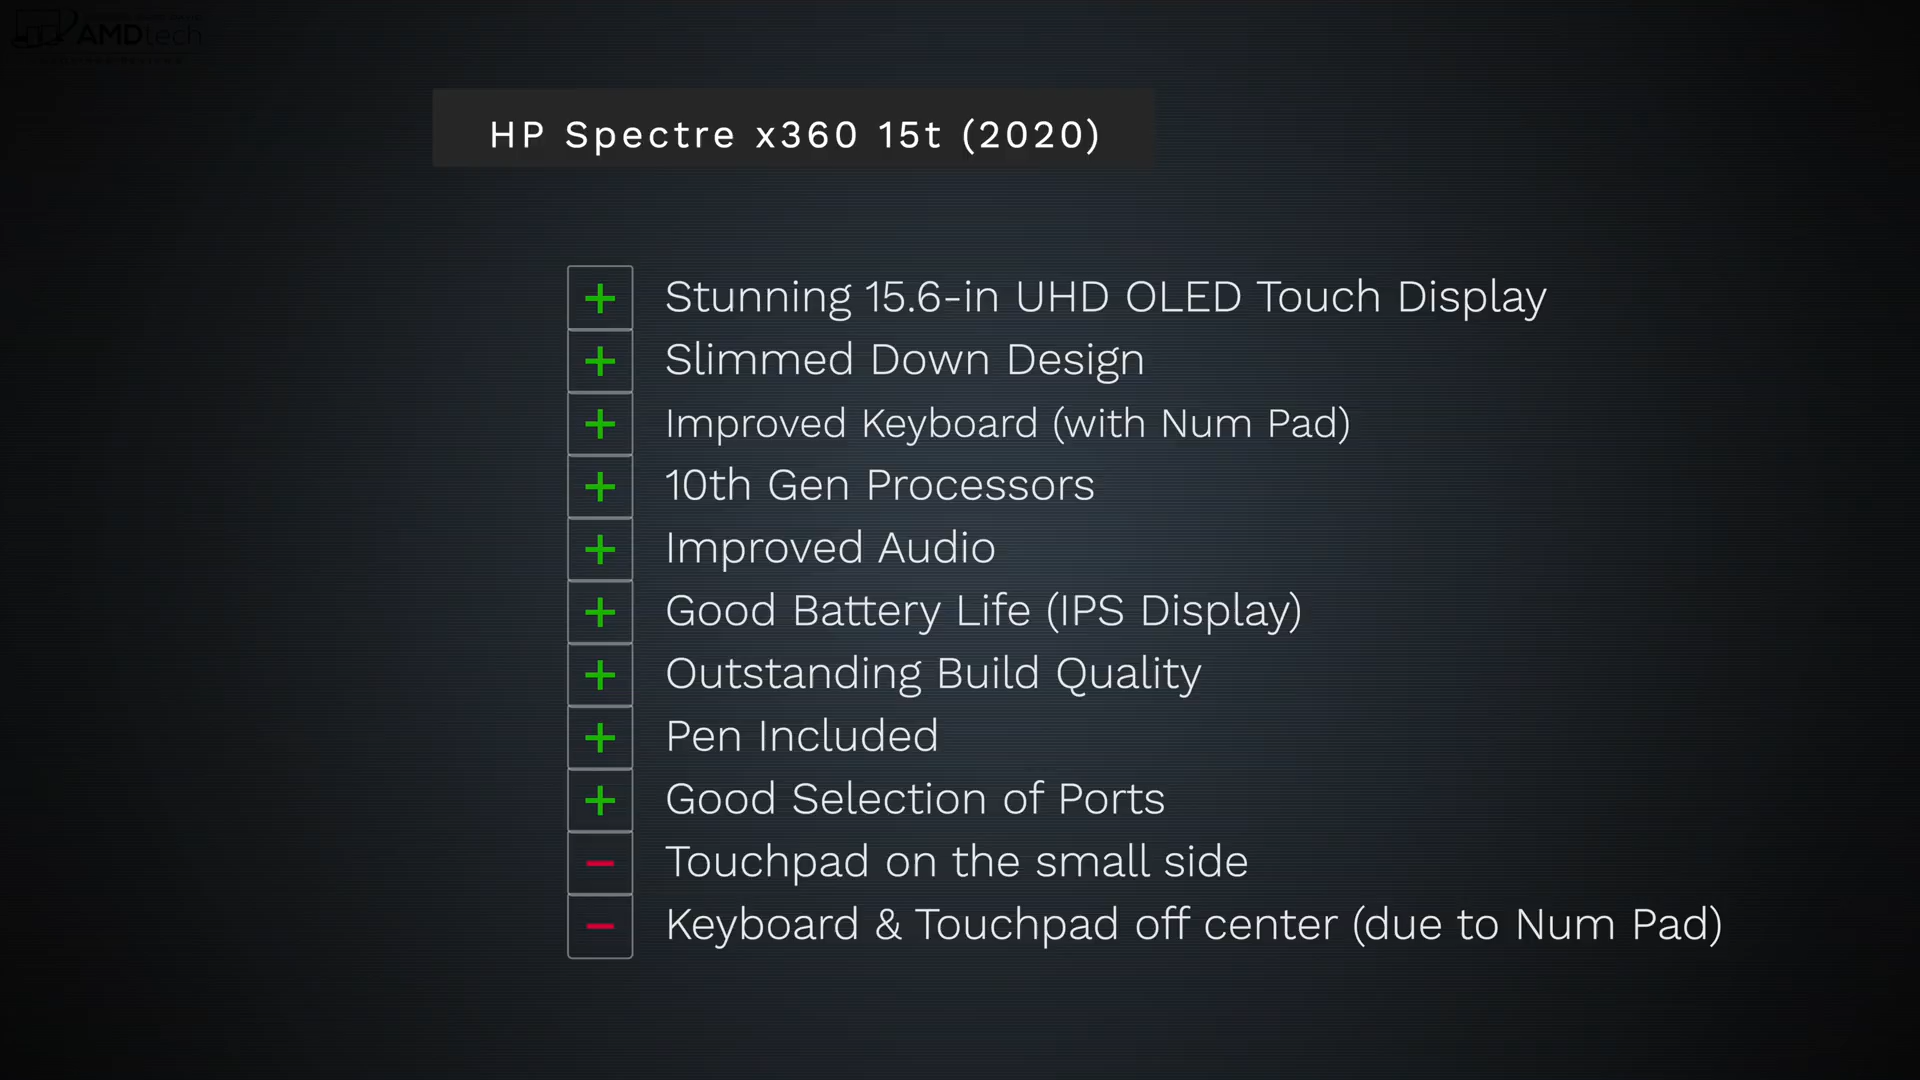 AMDtech
HP Spectre x360 15t (2020)
+ Stunning 15.6-in UHD OLED Touch Display
+ Slimmed Down Design
+ Improved Keyboard (with Num Pad)
+ 10th Gen Processors
+ Improved Audio
+ Good Battery Life (IPS Display)
+ Outstanding Build Quality
+ Pen Included
+ Good Selection of Ports
− Touchpad on the small side
− Keyboard & Touchpad off center (due to Num Pad)